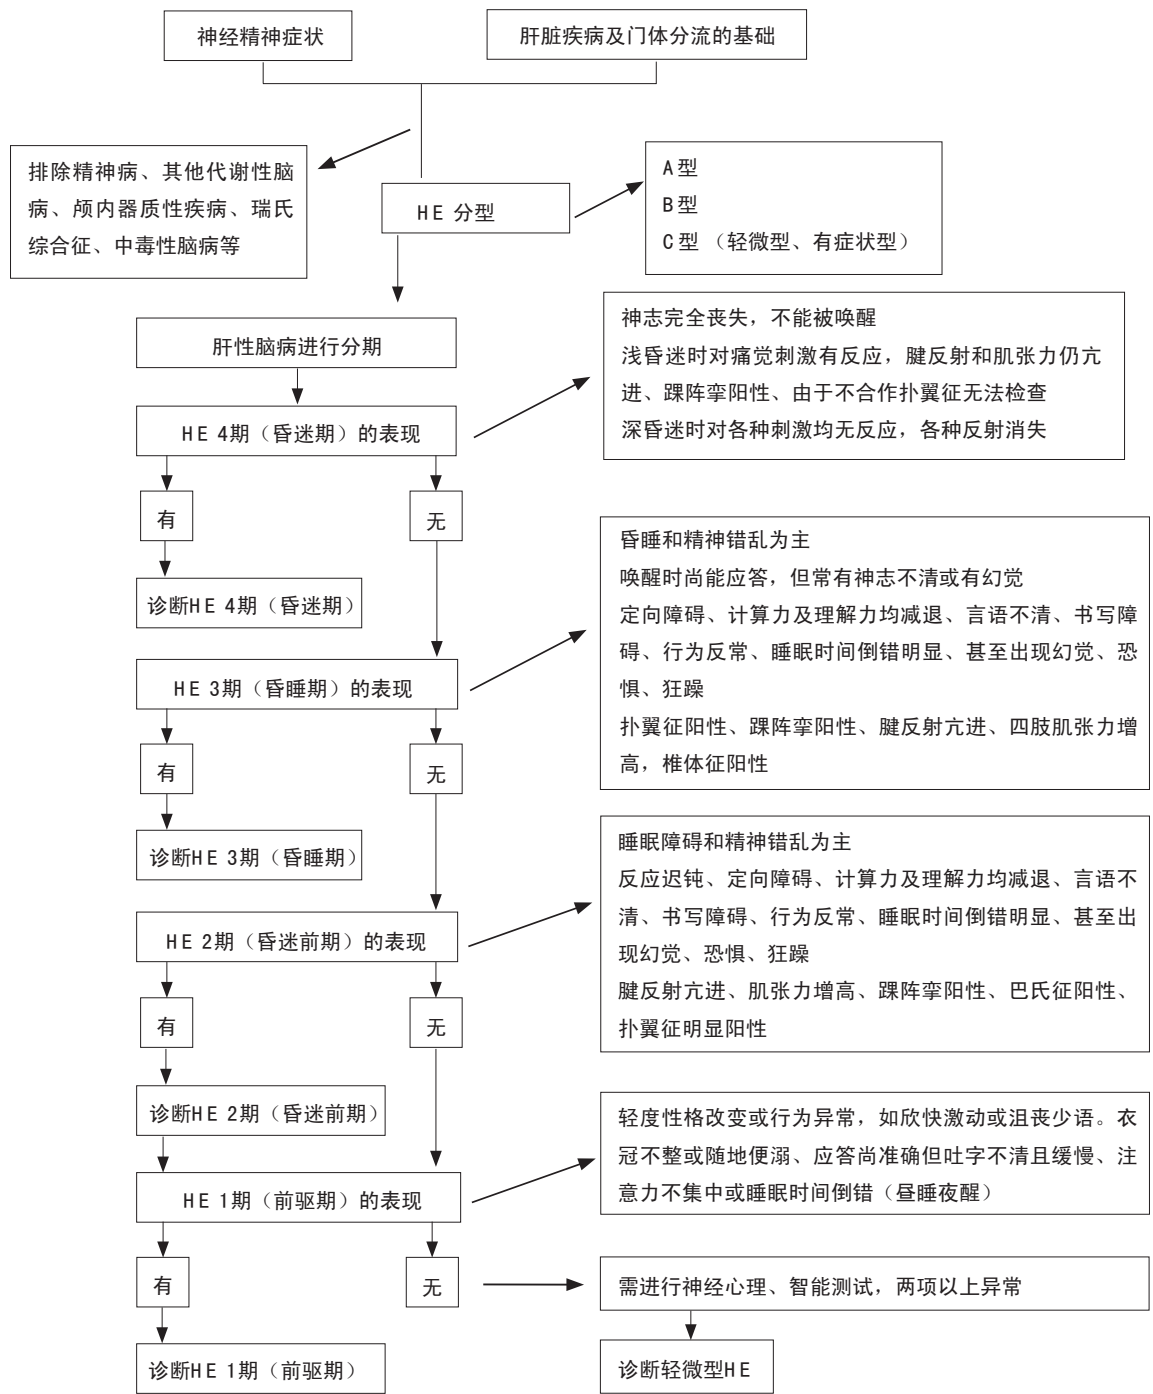 神经精神症状
肝脏疾病及门体分流的基础
排除精神病、其他代谢性脑
病、颅内器质性疾病、瑞氏
综合征、中毒性脑病等
HE 分型
A型
B型
C型（轻微型、有症状型）
肝性脑病进行分期
神志完全丧失，不能被唤醒
浅昏迷时对痛觉刺激有反应，腱反射和肌张力仍亢
进、踝阵挛阳性、由于不合作扑翼征无法检查
深昏迷时对各种刺激均无反应，各种反射消失
HE 4期（昏迷期）的表现
有
无
诊断HE 4期（昏迷期）
昏睡和精神错乱为主
唤醒时尚能应答，但常有神志不清或有幻觉
定向障碍、计算力及理解力均减退、言语不清、书写障
碍、行为反常、睡眠时间倒错明显、甚至出现幻觉、恐
惧、狂躁
扑翼征阳性、踝阵挛阳性、腱反射亢进、四肢肌张力增
高，椎体征阳性
HE 3期（昏睡期）的表现
有
无
诊断HE 3期（昏睡期）
睡眠障碍和精神错乱为主
反应迟钝、定向障碍、计算力及理解力均减退、言语不
清、书写障碍、行为反常、睡眠时间倒错明显、甚至出
现幻觉、恐惧、狂躁
腱反射亢进、肌张力增高、踝阵挛阳性、巴氏征阳性、
扑翼征明显阳性
HE 2期（昏迷前期）的表现
有
无
诊断HE 2期（昏迷前期）
轻度性格改变或行为异常，如欣快激动或沮丧少语。衣
冠不整或随地便溺、应答尚准确但吐字不清且缓慢、注
意力不集中或睡眠时间倒错（昼睡夜醒）
HE 1期（前驱期）的表现
有
无
需进行神经心理、智能测试，两项以上异常
诊断HE 1期（前驱期）
诊断轻微型HE